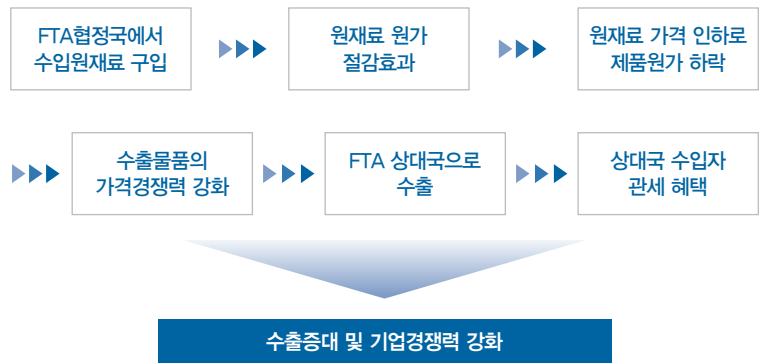 FTA협정국에서
수입원재료 구입
원재료 원가
절감효과
원재료 가격 인하로
제품원가 하락
수출물품의
가격경쟁력 강화
FTA 상대국으로
수출
상대국 수입자
관세 혜택
수출증대 및 기업경쟁력 강화